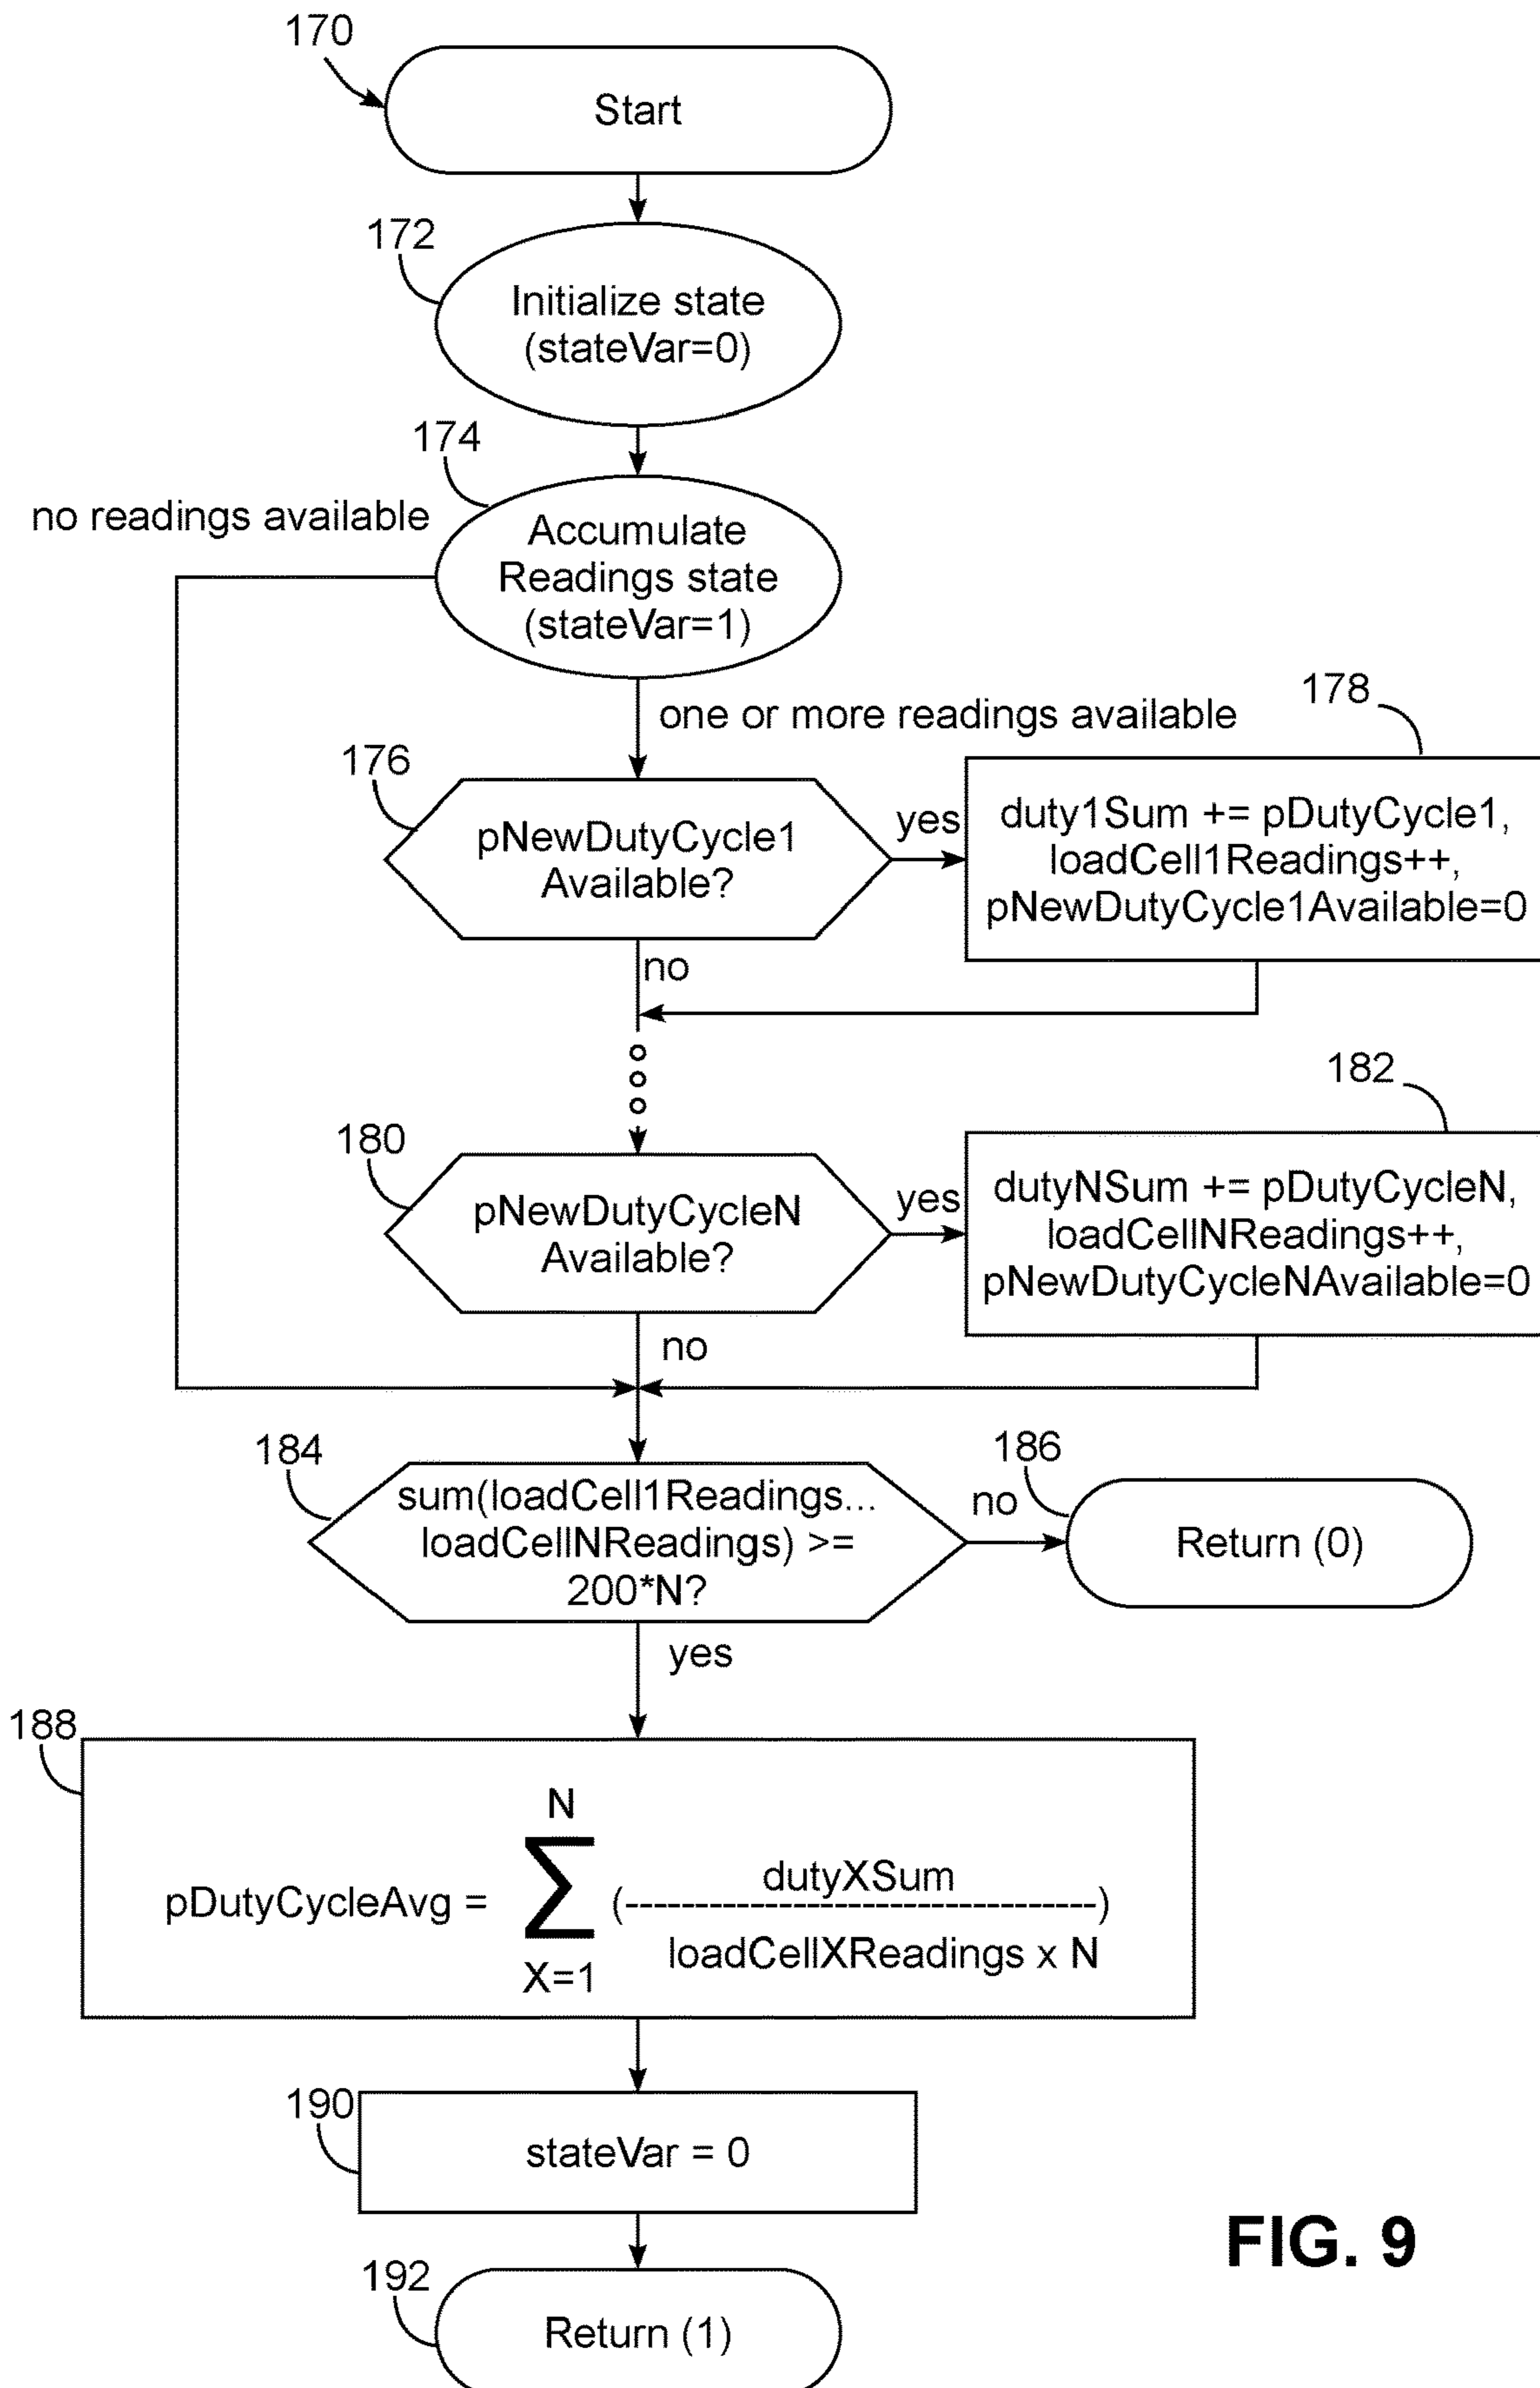 170
Start
172
Initialize state
(stateVar=0)
174
no readings available
Accumulate
Readings state
(stateVar=1)
one or more readings available
178
176
pNewDutyCycle1
Available?
yes
duty1Sum += pDutyCycle1,
loadCell1Readings++,
pNewDutyCycle1Available=0
no
182
180
pNewDutyCycleN
Available?
yes
dutyNSum += pDutyCycleN,
loadCellNReadings++,
pNewDutyCycleNAvailable=0
no
184
sum(loadCell1Readings...
loadCellNReadings) >=
200*N?
no
186
Return (0)
yes
188
N
pDutyCycleAvg = ∑ (----------------------------------)
dutyXSum
loadCellXReadings x N
X=1
190
stateVar = 0
192
Return (1)
FIG. 9